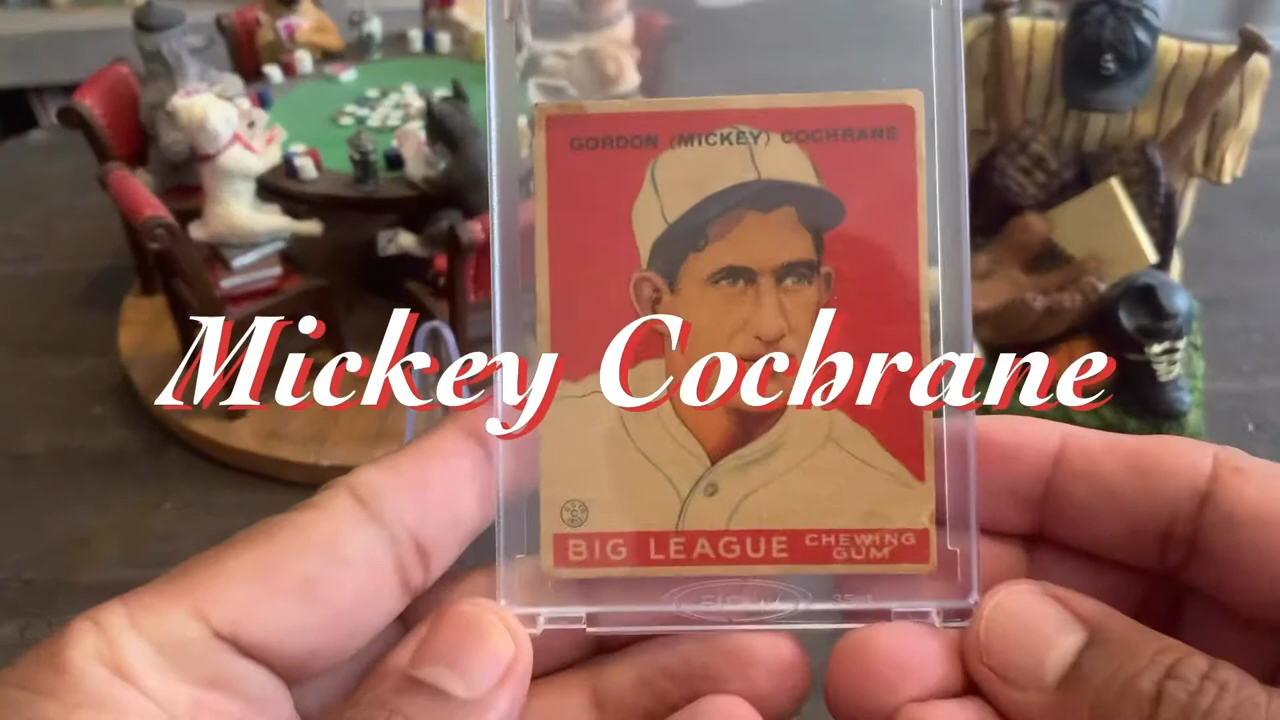 GORDON (MICKEY) COCHRANE
Mickey Cochrane
BIG LEAGUE CHEWING GUM
S